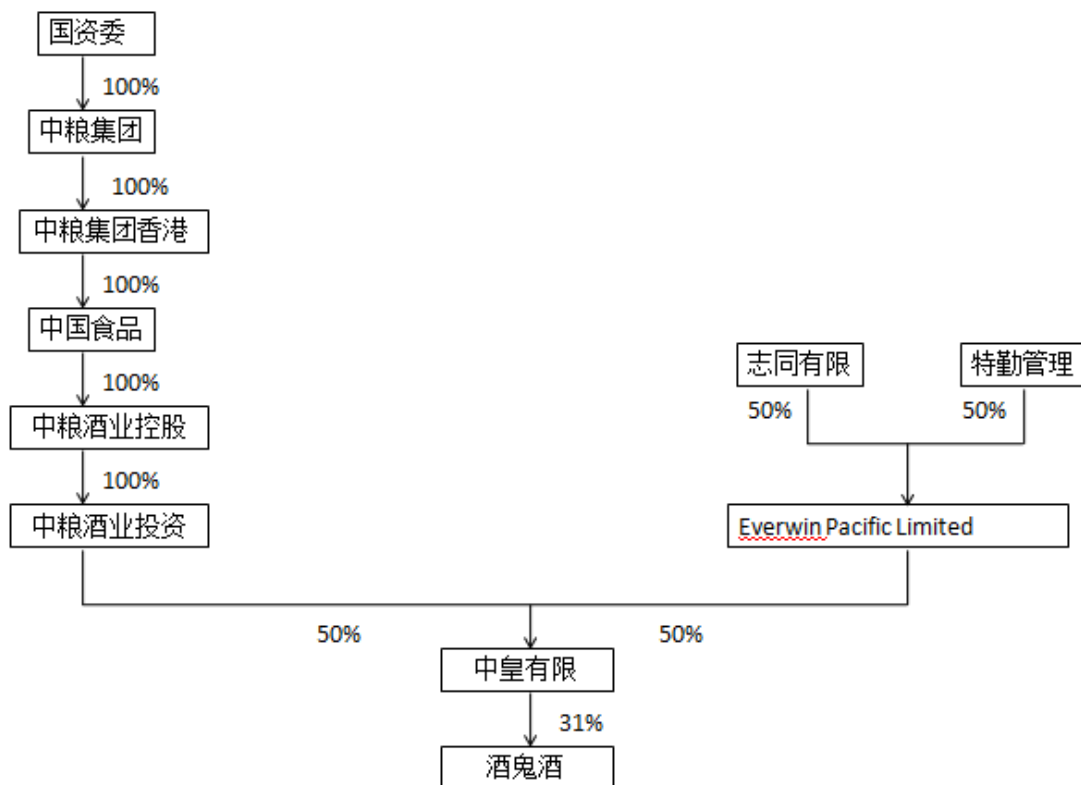 国资委
100%
中粮集团
100%
中粮集团香港
100%
中国食品
100%
志同有限
特勤管理
50%
50%
中粮酒业控股
100%
中粮酒业投资
Everwin Pacific Limited
50%
50%
中皇有限
31%
酒鬼酒